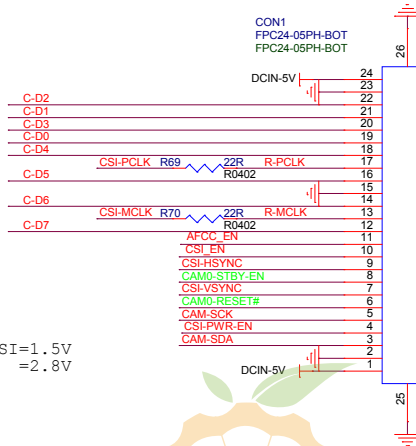 CON1
FPC24-05PH-BOT
FPC24-05PH-BOT
26
DCIN-5V 24
23
C-D2 22
C-D1 21
C-D3 20
C-D0 19
C-D4 18
CSI-PCLK R69 22R R-PCLK 17
C-D5 R0402 16
15
C-D6 14
CSI-MCLK R70 22R R-MCLK 13
C-D7 R0402 12
AFCC_EN 11
CSI_EN 10
CSI-HSYNC 9
CAM0-STBY-EN 8
CSI-VSYNC 7
CAM0-RESET# 6
CAM-SCK 5
CSI-PWR-EN 4
CAM-SDA 3
SI=1.5V
2
=2.8V
DCIN-5V 1
25